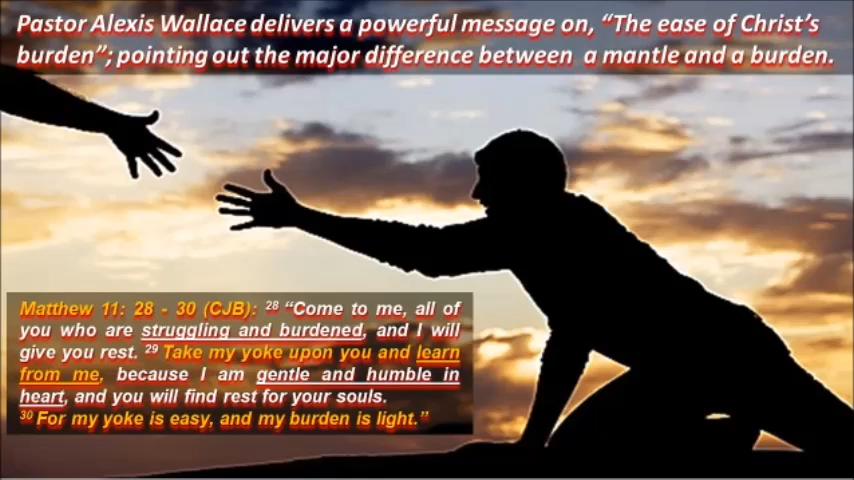 Pastor Alexis Wallace delivers a powerful message on, “The ease of Christ’s
burden”; pointing out the major difference between a mantle and a burden.
Matthew 11: 28 - 30 (CJB): 28 “Come to me, all of
you who are struggling and burdened, and I will
give you rest. 29 Take my yoke upon you and learn
from me, because I am gentle and humble in
heart, and you will find rest for your souls.
30 For my yoke is easy, and my burden is light.”